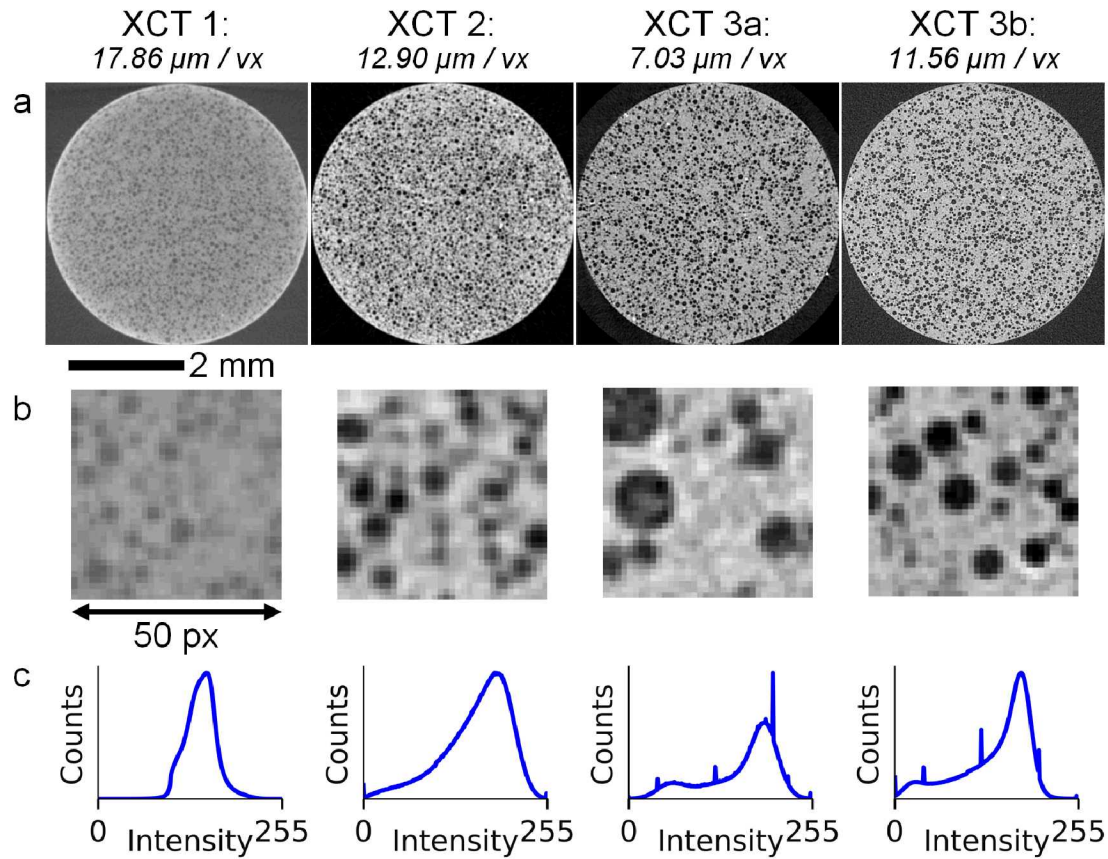 XCT 1: XCT 2: XCT 3a: XCT 3b:
17.86 µm / vx 12.90 µm / vx 7.03 µm / vx 11.56 µm / vx
a
2 mm
b
50 px
c
Counts Counts Counts Counts
0 Intensity 255 0 Intensity 255 0 Intensity 255 0 Intensity 255